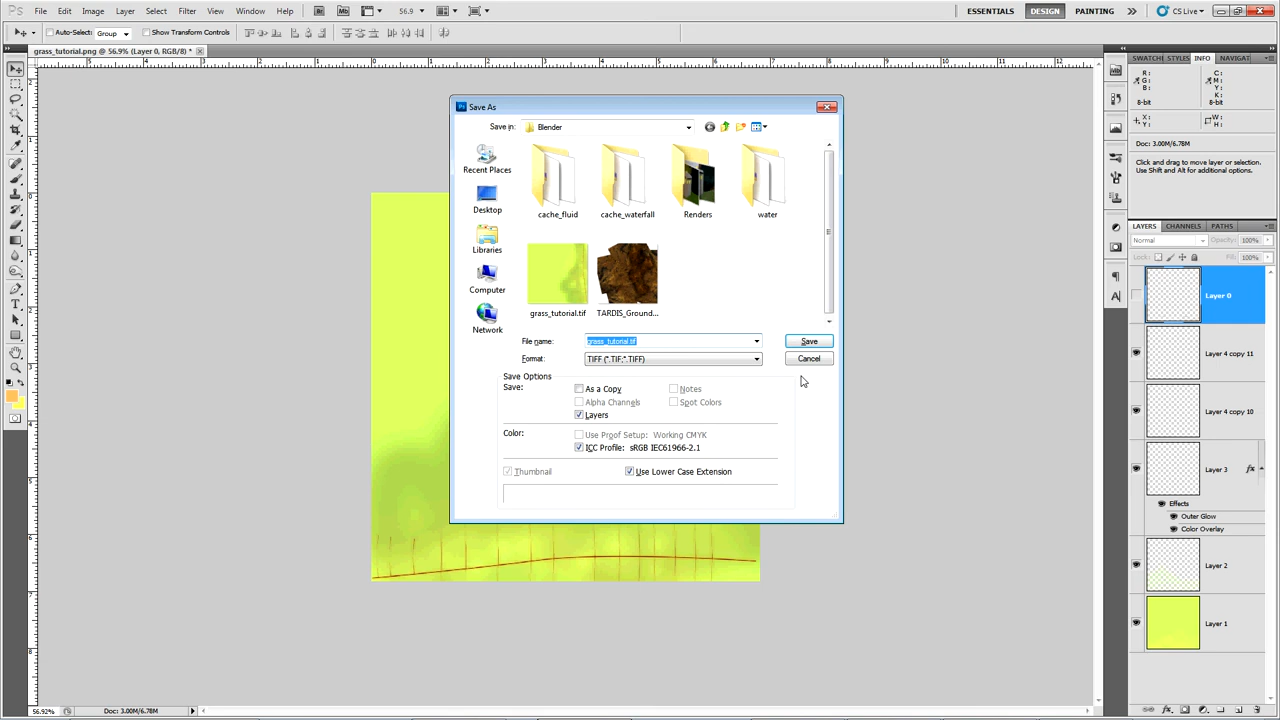 Ps File Edit Image Layer Select Filter View Window Help Br Mb 56.9 ESSENTIALS DESIGN PAINTING CS Live
Auto-Select: Group Show Transform Controls
grass_tutorial.png @ 56.9% (Layer 0, RGB/8) *
SWATCH STYLES INFO NAVIGAT
R: C:
G: M:
B: Y:
K:
8-bit 8-bit
X: W:
Y: H:
Doc: 3.00M/6.78M
Click and drag to move layer or selection.
Use Shift and Alt for additional options.
LAYERS CHANNELS PATHS
Normal Opacity: 100%
Lock: Fill: 100%
Layer 0
Layer 4 copy 11
Layer 4 copy 10
Layer 3 fx
Effects
Outer Glow
Color Overlay
Layer 2
Layer 1
Save As
Save in: Blender
Recent Places
Desktop
Libraries
Computer
Network
cache_fluid cache_waterfall Renders water
grass_tutorial.tif TARDIS_Ground...
File name: grass_tutorial.tif Save
Format: TIFF (*.TIF;*.TIFF) Cancel
Save Options
Save: As a Copy Notes
Alpha Channels Spot Colors
Layers
Color: Use Proof Setup: Working CMYK
ICC Profile: sRGB IEC61966-2.1
Thumbnail Use Lower Case Extension
56.92% Doc: 3.00M/6.78M